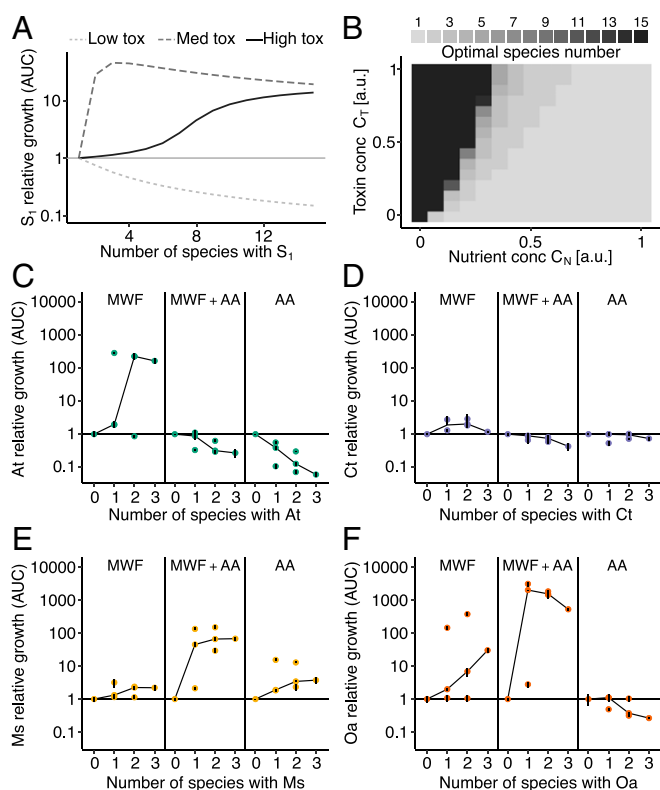 A
Low tox Med tox High tox
S1 relative growth (AUC)
10
1
0.1
4 8 12
Number of species with S1
B
1 3 5 7 9 11 13 15
Optimal species number
Toxin conc CT [a.u.]
1
0.5
0
0 0.5 1
Nutrient conc CN [a.u.]
C
MWF MWF + AA AA
At relative growth (AUC)
10000
1000
100
10
1
0.1
0 1 2 3 0 1 2 3 0 1 2 3
Number of species with At
D
MWF MWF + AA AA
Ct relative growth (AUC)
10000
1000
100
10
1
0.1
0 1 2 3 0 1 2 3 0 1 2 3
Number of species with Ct
E
MWF MWF + AA AA
Ms relative growth (AUC)
10000
1000
100
10
1
0.1
0 1 2 3 0 1 2 3 0 1 2 3
Number of species with Ms
F
MWF MWF + AA AA
Oa relative growth (AUC)
10000
1000
100
10
1
0.1
0 1 2 3 0 1 2 3 0 1 2 3
Number of species with Oa